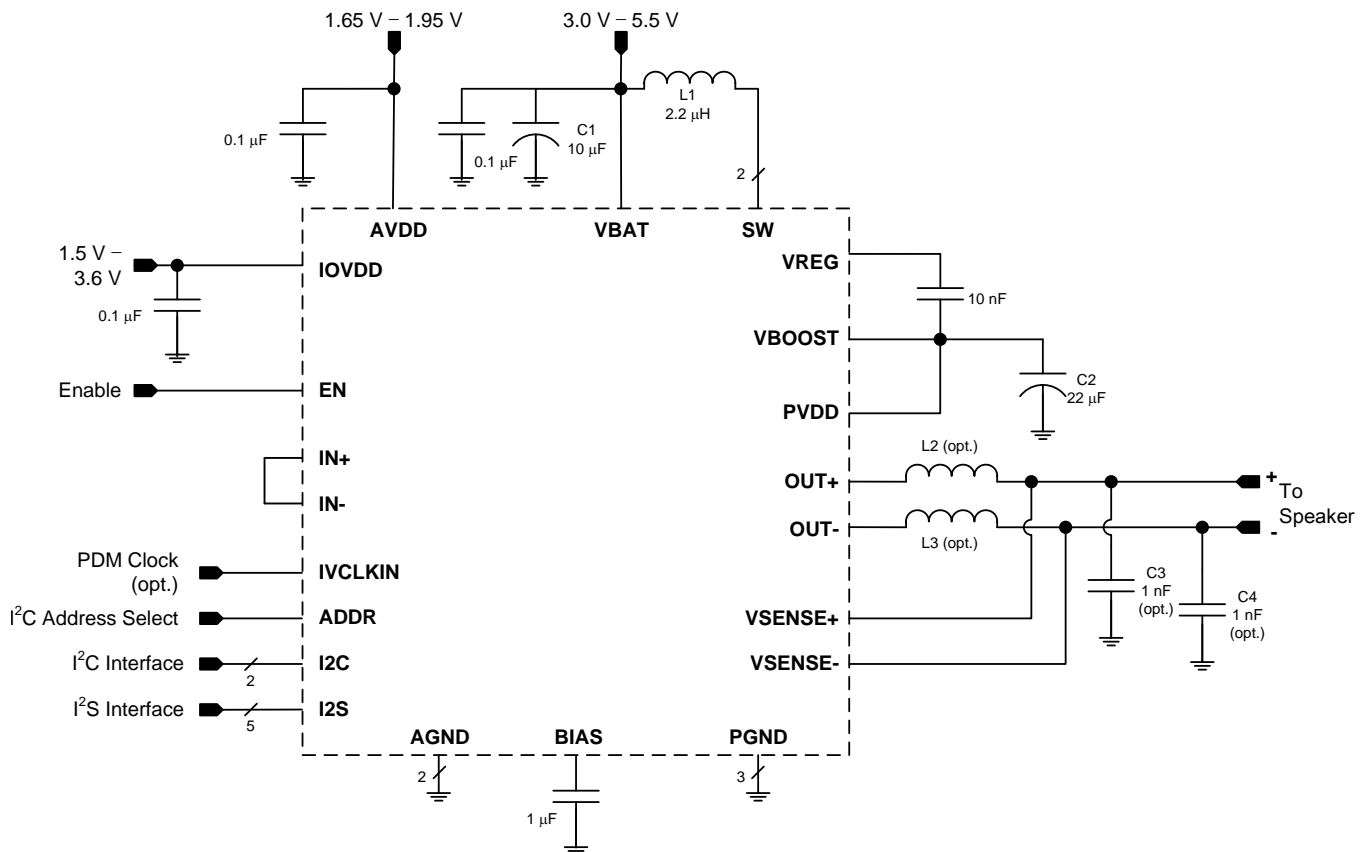 1.65 V – 1.95 V
3.0 V – 5.5 V
L1
2.2 μH
0.1 μF
0.1 μF
C1
10 μF
2
AVDD
VBAT
SW
1.5 V –
3.6 V
0.1 μF
IOVDD
VREG
10 nF
VBOOST
C2
22 μF
Enable
EN
PVDD
L2 (opt.)
IN+
IN-
OUT+
OUT-
L3 (opt.)
+
-
To
Speaker
PDM Clock
(opt.)
IVCLKIN
C3
1 nF
(opt.)
C4
1 nF
(opt.)
I²C Address Select
ADDR
VSENSE+
I²C Interface
2
I2C
VSENSE-
I²S Interface
5
I2S
AGND
BIAS
PGND
2
3
1 μF